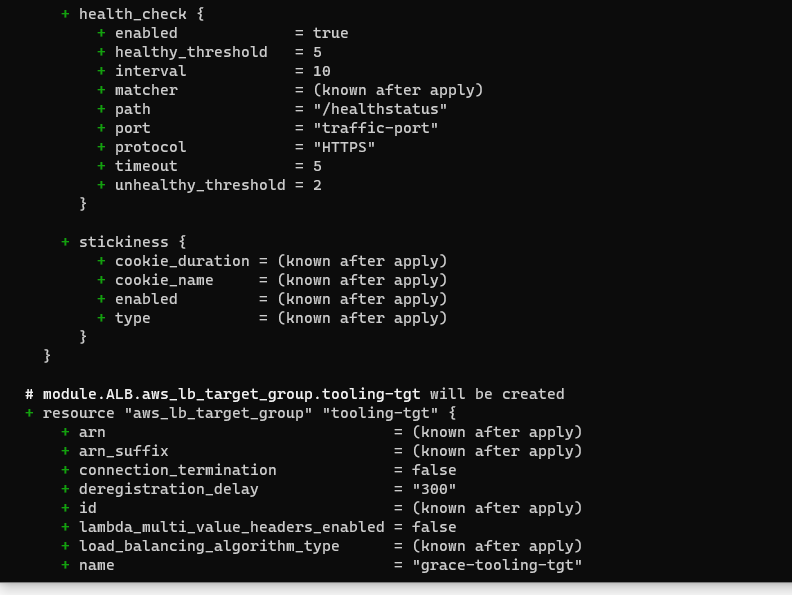 + health_check {
+ enabled = true
+ healthy_threshold = 5
+ interval = 10
+ matcher = (known after apply)
+ path = "/healthstatus"
+ port = "traffic-port"
+ protocol = "HTTPS"
+ timeout = 5
+ unhealthy_threshold = 2
}
+ stickiness {
+ cookie_duration = (known after apply)
+ cookie_name = (known after apply)
+ enabled = (known after apply)
+ type = (known after apply)
}
}
# module.ALB.aws_lb_target_group.tooling-tgt will be created
+ resource "aws_lb_target_group" "tooling-tgt" {
+ arn = (known after apply)
+ arn_suffix = (known after apply)
+ connection_termination = false
+ deregistration_delay = "300"
+ id = (known after apply)
+ lambda_multi_value_headers_enabled = false
+ load_balancing_algorithm_type = (known after apply)
+ name = "grace-tooling-tgt"